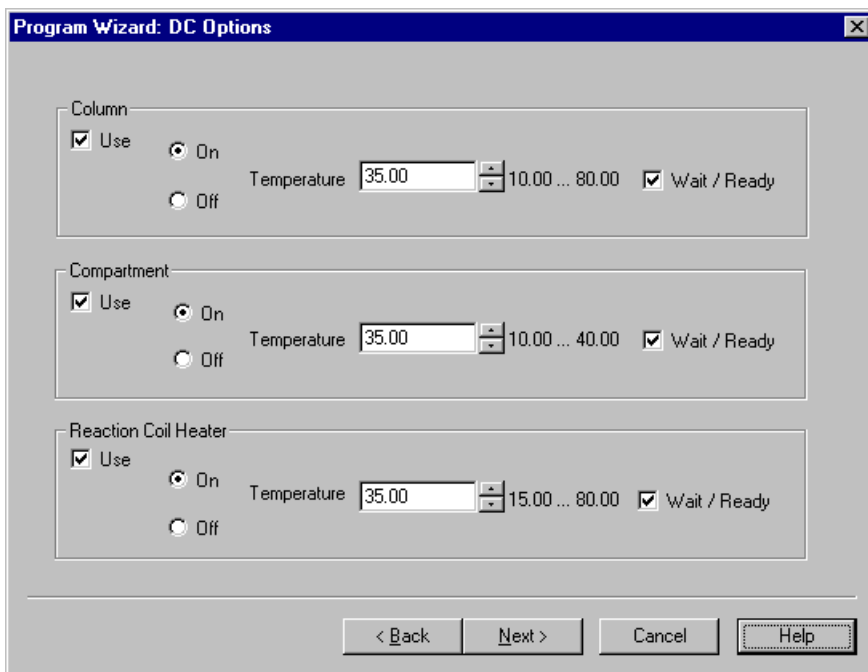 Program Wizard: DC Options
Column
Use
On
Off
Temperature 35.00 10.00 ... 80.00 Wait / Ready
Compartment
Use
On
Off
Temperature 35.00 10.00 ... 40.00 Wait / Ready
Reaction Coil Heater
Use
On
Off
Temperature 35.00 15.00 ... 80.00 Wait / Ready
< Back Next > Cancel Help